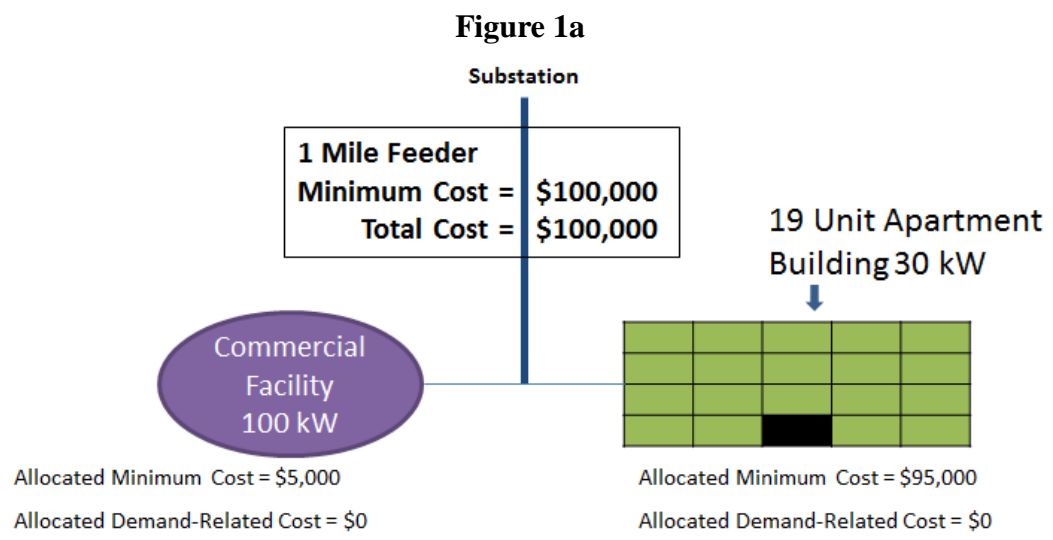 Figure 1a
Substation
1 Mile Feeder
Minimum Cost = $100,000
Total Cost = $100,000
19 Unit Apartment
Building 30 kW
Commercial
Facility
100 kW
Allocated Minimum Cost = $5,000
Allocated Demand-Related Cost = $0
Allocated Minimum Cost = $95,000
Allocated Demand-Related Cost = $0